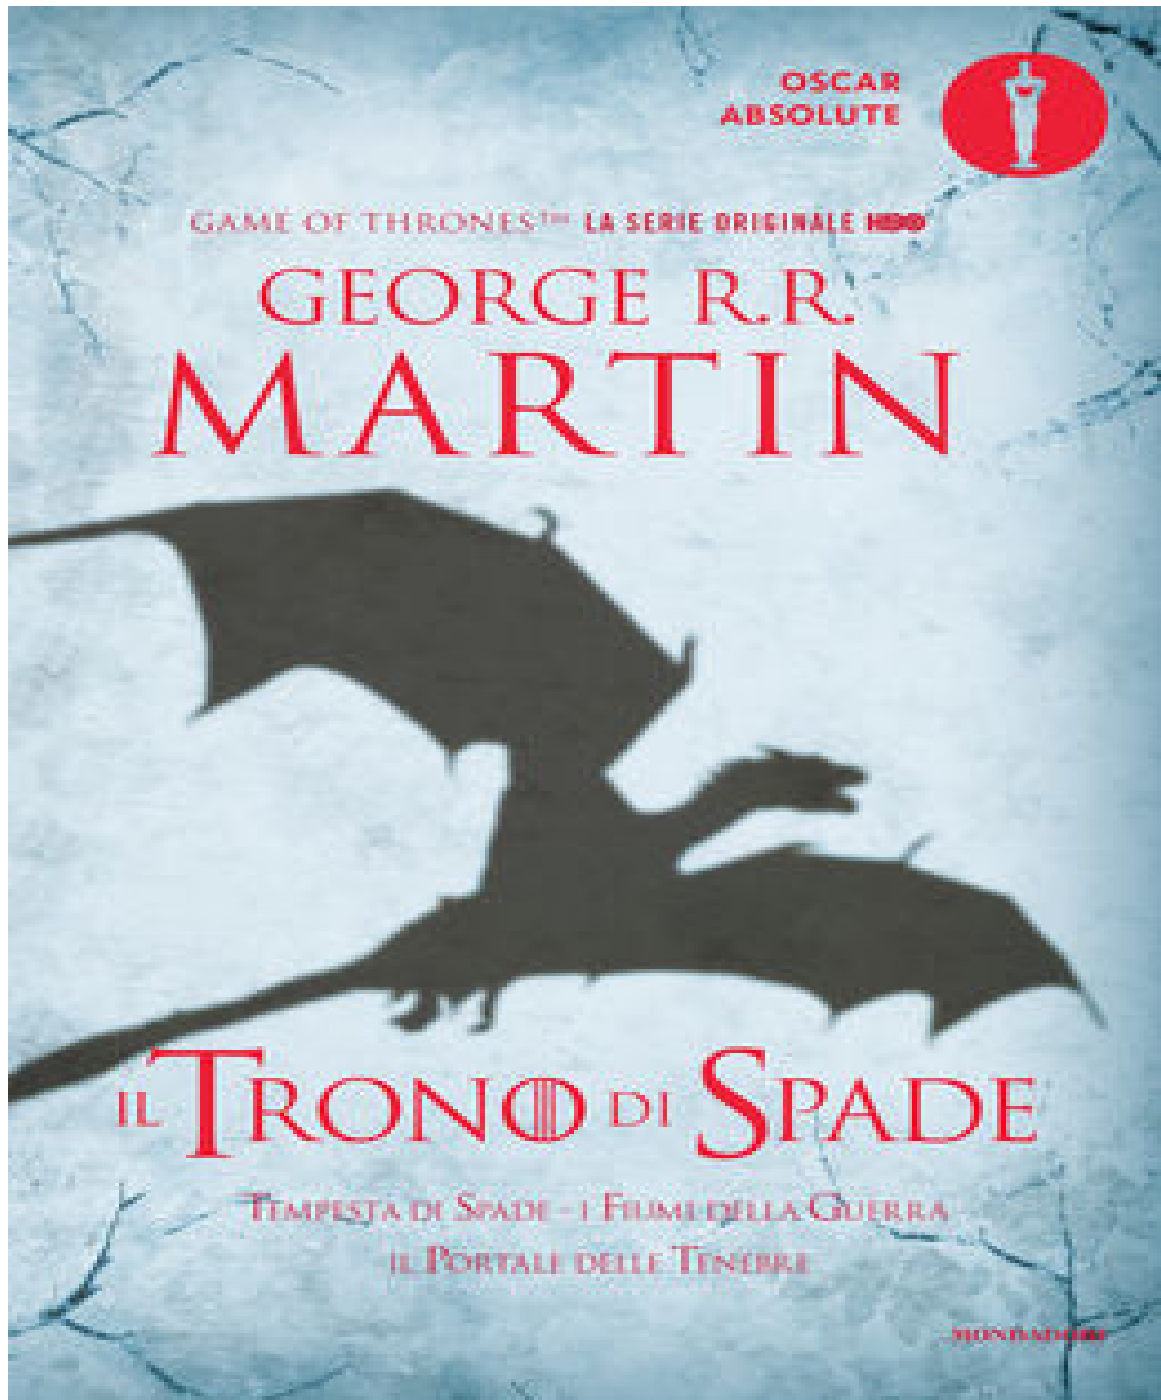 OSCAR
ABSOLUTE
GAME OF THRONES™ LA SERIE ORIGINALE HBO
GEORGE R.R.
MARTIN
IL TRONO DI SPADE
TEMPESTA DI SPADE - I FIUMI DELLA GUERRA
IL PORTALE DELLE TENEBRE
MONDADORI